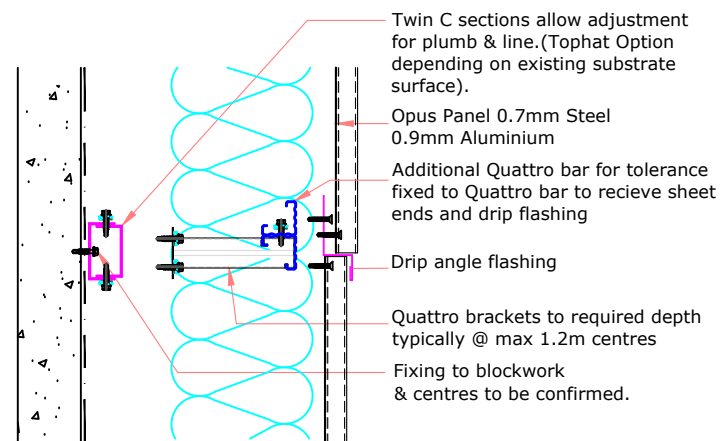 Twin C sections allow adjustment
for plumb & line.(Tophat Option
depending on existing substrate
surface).
Opus Panel 0.7mm Steel
0.9mm Aluminium
Additional Quattro bar for tolerance
fixed to Quattro bar to recieve sheet
ends and drip flashing
Drip angle flashing
Quattro brackets to required depth
typically @ max 1.2m centres
Fixing to blockwork
& centres to be confirmed.